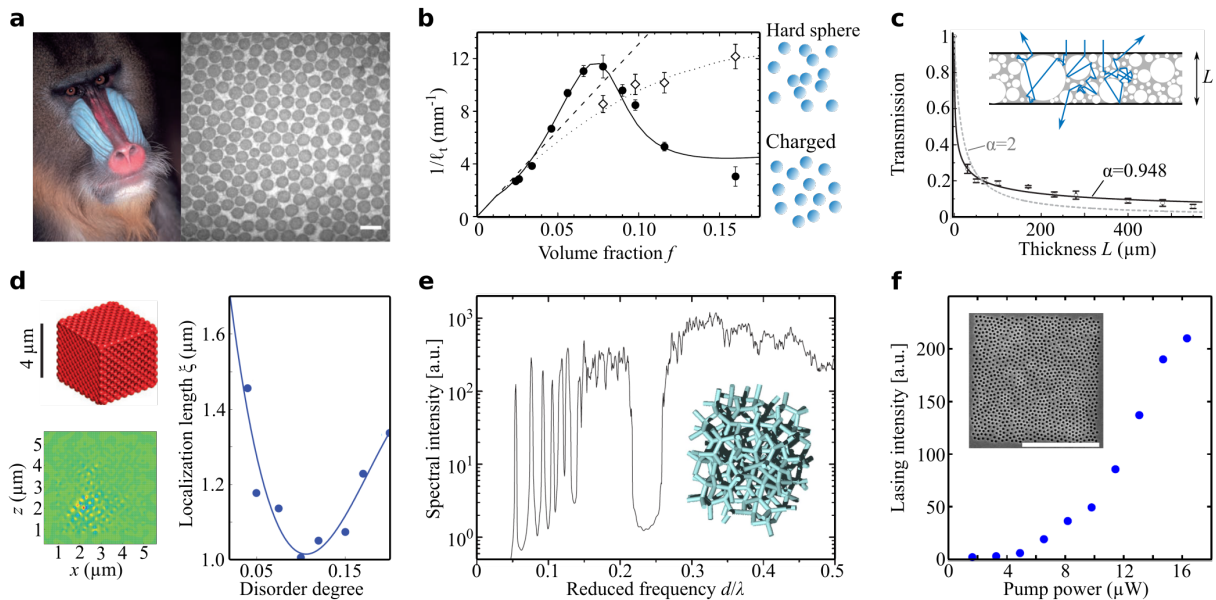 a
b
12
8
4
0
1/ℓt (mm⁻¹)
0
0.05
0.10
0.15
Volume fraction f
Hard sphere
Charged
c
1
0.8
0.6
0.4
0.2
0
Transmission
α=2
α=0.948
L
0
200
400
Thickness L (µm)
d
4 µm
5
4
3
2
1
z (µm)
1 2 3 4 5
x (µm)
Localization length ξ (µm)
1.6
1.4
1.2
1.0
0.05
0.15
Disorder degree
e
Spectral intensity [a.u.]
10³
10²
10¹
10⁰
0
0.1
0.2
0.3
0.4
0.5
Reduced frequency d/λ
f
Lasing intensity [a.u.]
200
150
100
50
0
0
4
8
12
16
Pump power (µW)